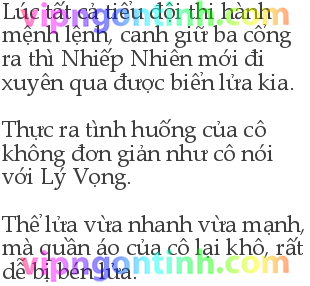 Lúc tất cả tiểu đội thi hành
mệnh lệnh, canh giữ ba cổng
ra thì Nhiếp Nhiên mới đi
xuyên qua được biển lửa kia.
Thực ra tình huống của cô
không đơn giản như cô nói
với Lý Vọng.
Thể lửa vừa nhanh vừa mạnh,
mà quần áo của cô lại khô, rất
dễ bị bén lửa.
vipngontinh.com
vipngontinh.com